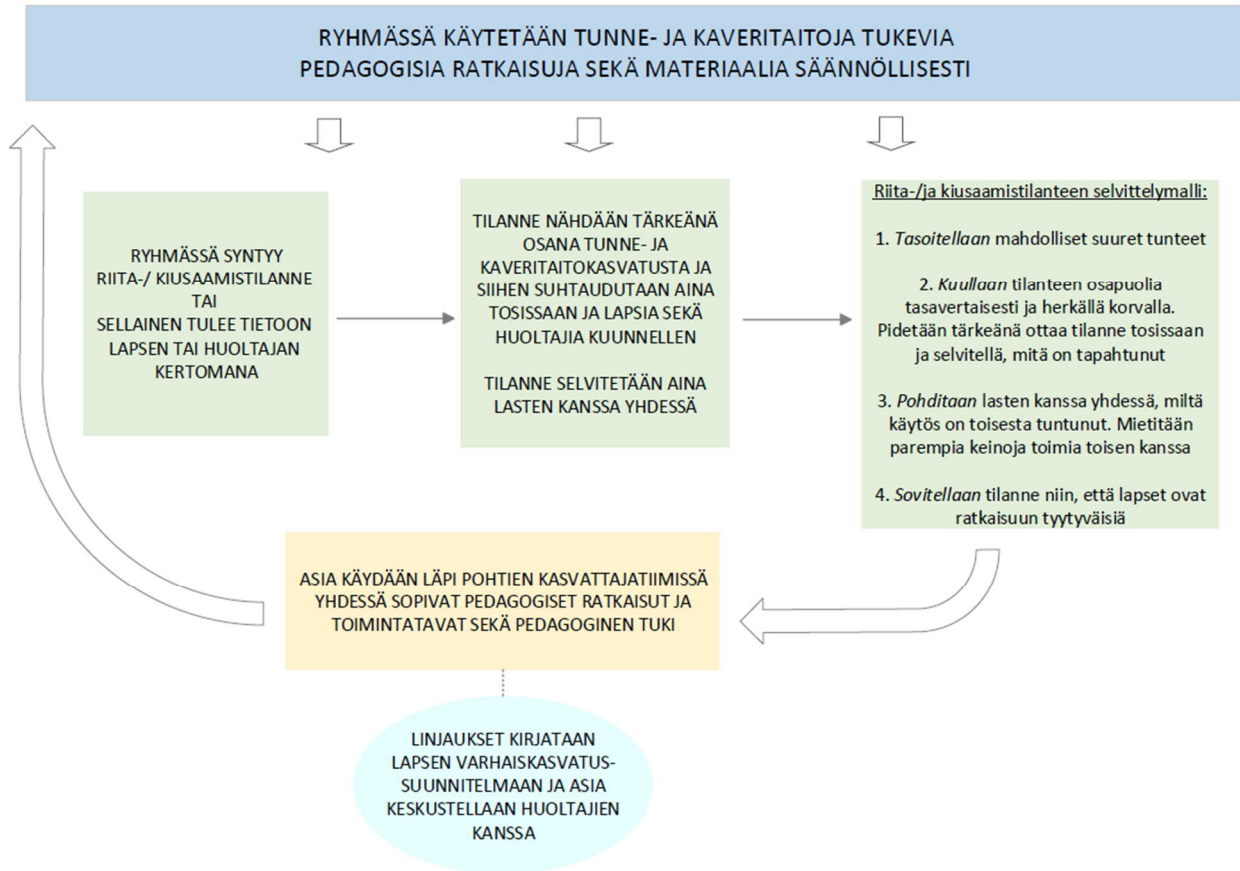 RYHMÄSSÄ KÄYTETÄÄN TUNNE- JA KAVERITAITOJA TUKEVIA
PEDAGOGISIA RATKAISUJA SEKÄ MATERIAALIA SÄÄNNÖLLISESTI
RYHMÄSSÄ SYNTYY
RIITA-/ KIUSAAMISTILANNE
TAI
SELLAINEN TULEE TIETOON
LAPSEN TAI HUOLTAJAN
KERTOMANA
TILANNE NÄHDÄÄN TÄRKEÄNÄ
OSANA TUNNE- JA
KAVERITAITOKASVATUSTA JA
SIIHEN SUHTAUDUTAAN AINA
TOSISSAAN JA LAPSIA SEKÄ
HUOLTAJIA KUUNNELLEN
TILANNE SELVITETÄÄN AINA
LASTEN KANSSA YHDESSÄ
Riita-/ja kiusaamistilanteen selvittelymalli:
1. Tasoitellaan mahdolliset suuret tunteet
2. Kuullaan tilanteen osapuolia
tasavertaisesti ja herkällä korvalla.
Pidetään tärkeänä ottaa tilanne tosissaan
ja selvitellä, mitä on tapahtunut
3. Pohditaan lasten kanssa yhdessä, miltä
käytös on toisesta tuntunut. Mietitään
parempia keinoja toimia toisen kanssa
4. Sovitellaan tilanne niin, että lapset ovat
ratkaisuun tyytyväisiä
ASIA KÄYDÄÄN LÄPI POHTIEN KASVATTAJATIIMISSÄ
YHDESSÄ SOPIVAT PEDAGOGISET RATKAISUT JA
TOIMINTATAVAT SEKÄ PEDAGOGINEN TUKI
LINJAUKSET KIRJATAAN
LAPSEN VARHAISKASVATUS-
SUUNNITELMAAN JA ASIA
KESKUSTELLAAN HUOLTAJIEN
KANSSA